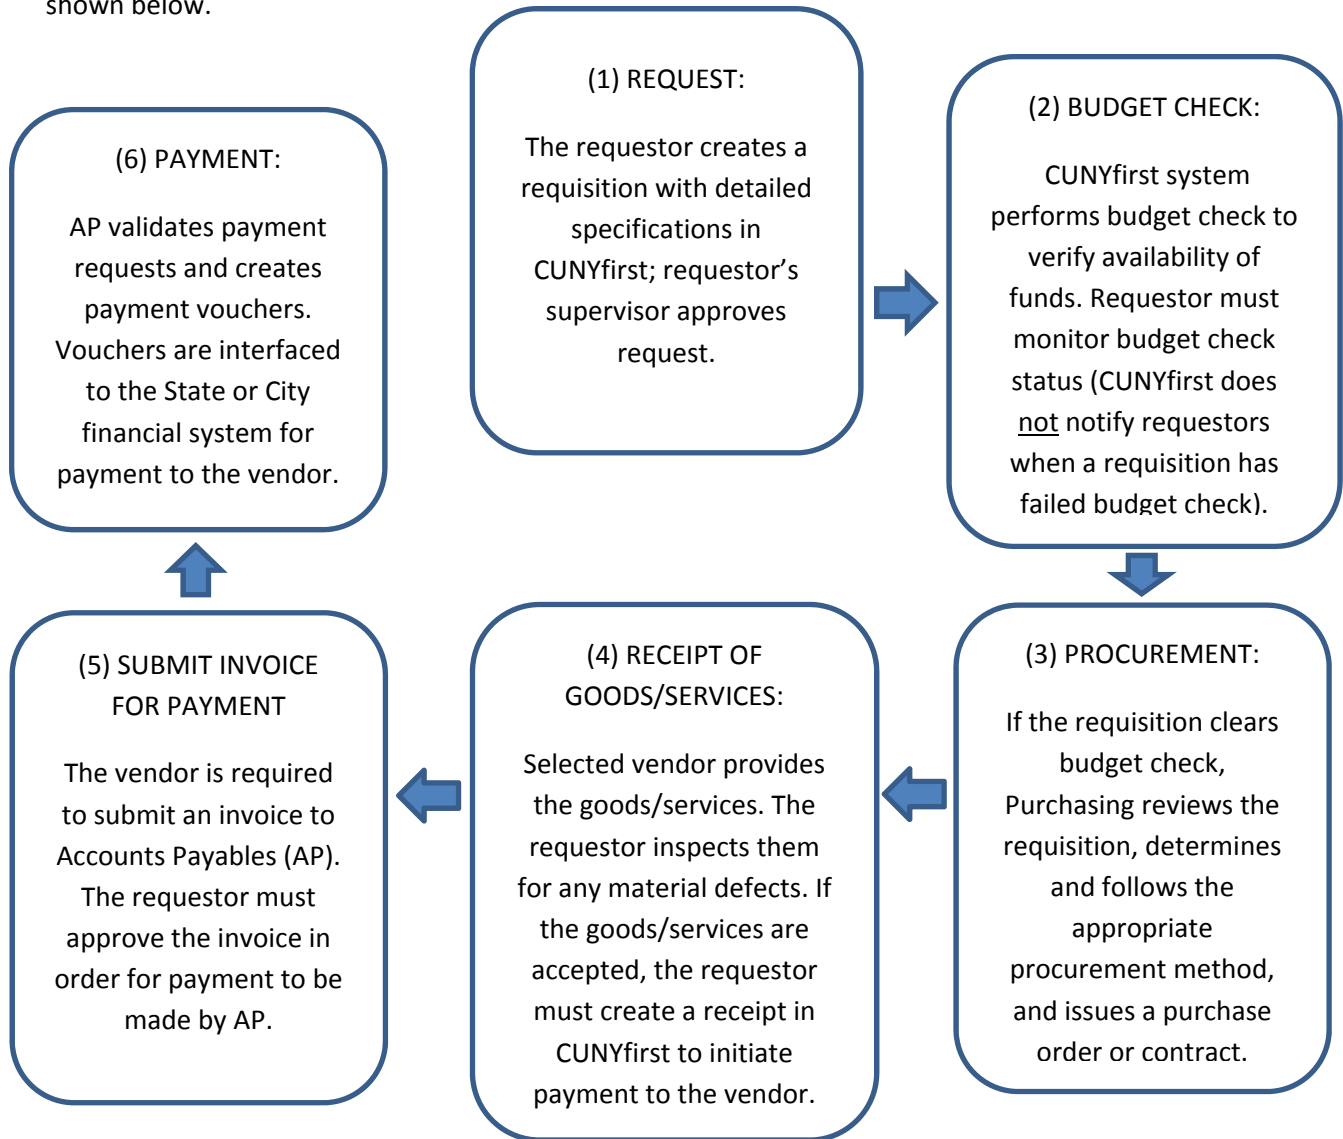 shown below.
(1) REQUEST:
The requestor creates a
requisition with detailed
specifications in
CUNYfirst; requestor’s
supervisor approves
request.
(2) BUDGET CHECK:
CUNYfirst system
performs budget check to
verify availability of
funds. Requestor must
monitor budget check
status (CUNYfirst does
not notify requestors
when a requisition has
failed budget check).
(3) PROCUREMENT:
If the requisition clears
budget check,
Purchasing reviews the
requisition, determines
and follows the
appropriate
procurement method,
and issues a purchase
order or contract.
(4) RECEIPT OF
GOODS/SERVICES:
Selected vendor provides
the goods/services. The
requestor inspects them
for any material defects. If
the goods/services are
accepted, the requestor
must create a receipt in
CUNYfirst to initiate
payment to the vendor.
(5) SUBMIT INVOICE
FOR PAYMENT
The vendor is required
to submit an invoice to
Accounts Payables (AP).
The requestor must
approve the invoice in
order for payment to be
made by AP.
(6) PAYMENT:
AP validates payment
requests and creates
payment vouchers.
Vouchers are interfaced
to the State or City
financial system for
payment to the vendor.